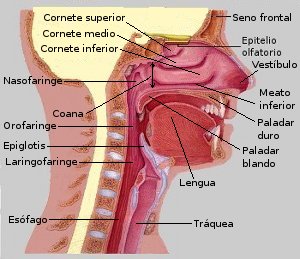 Cornete superior
Cornete medio
Cornete inferior
Nasofaringe
Coana
Orofaringe
Epiglotis
Laringofaringe
Esófago
Seno frontal
Epitelio
olfatorio
Vestíbulo
Meato
inferior
Paladar
duro
Paladar
blando
Lengua
Tráquea